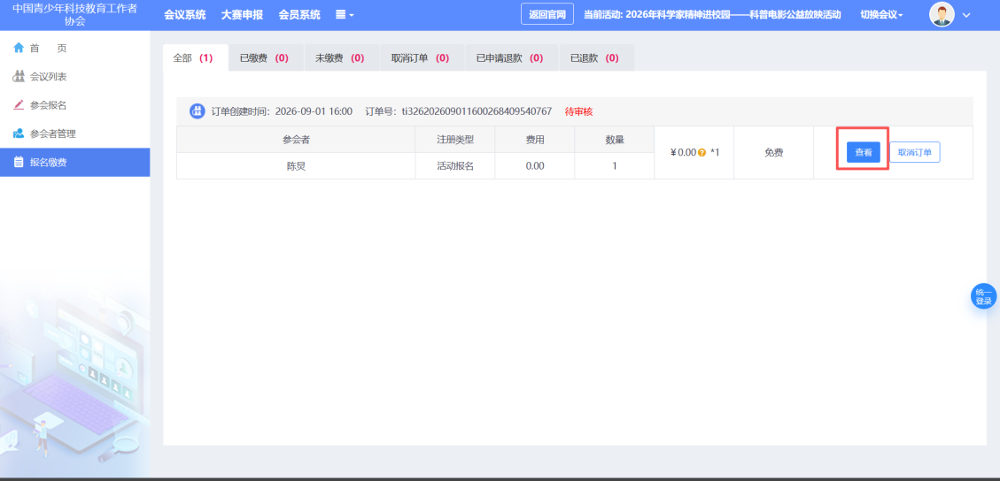 中国青少年科技教育工作者
协会
会议系统 大赛申报 会员系统
返回官网 当前活动: 2026年科学家精神进校园——科普电影公益放映活动 切换会议
首 页
会议列表
参会报名
参会者管理
报名缴费
全部 (1) 已缴费 (0) 未缴费 (0) 取消订单 (0) 已申请退款 (0) 已退款 (0)
订单创建时间: 2026-09-01 16:00 订单号: ti3262026090116002684095407​67 待审核
参会者 注册类型 费用 数量
陈炅 活动报名 0.00 1
¥0.00 *1 免费 查看 取消订单
统一
登录